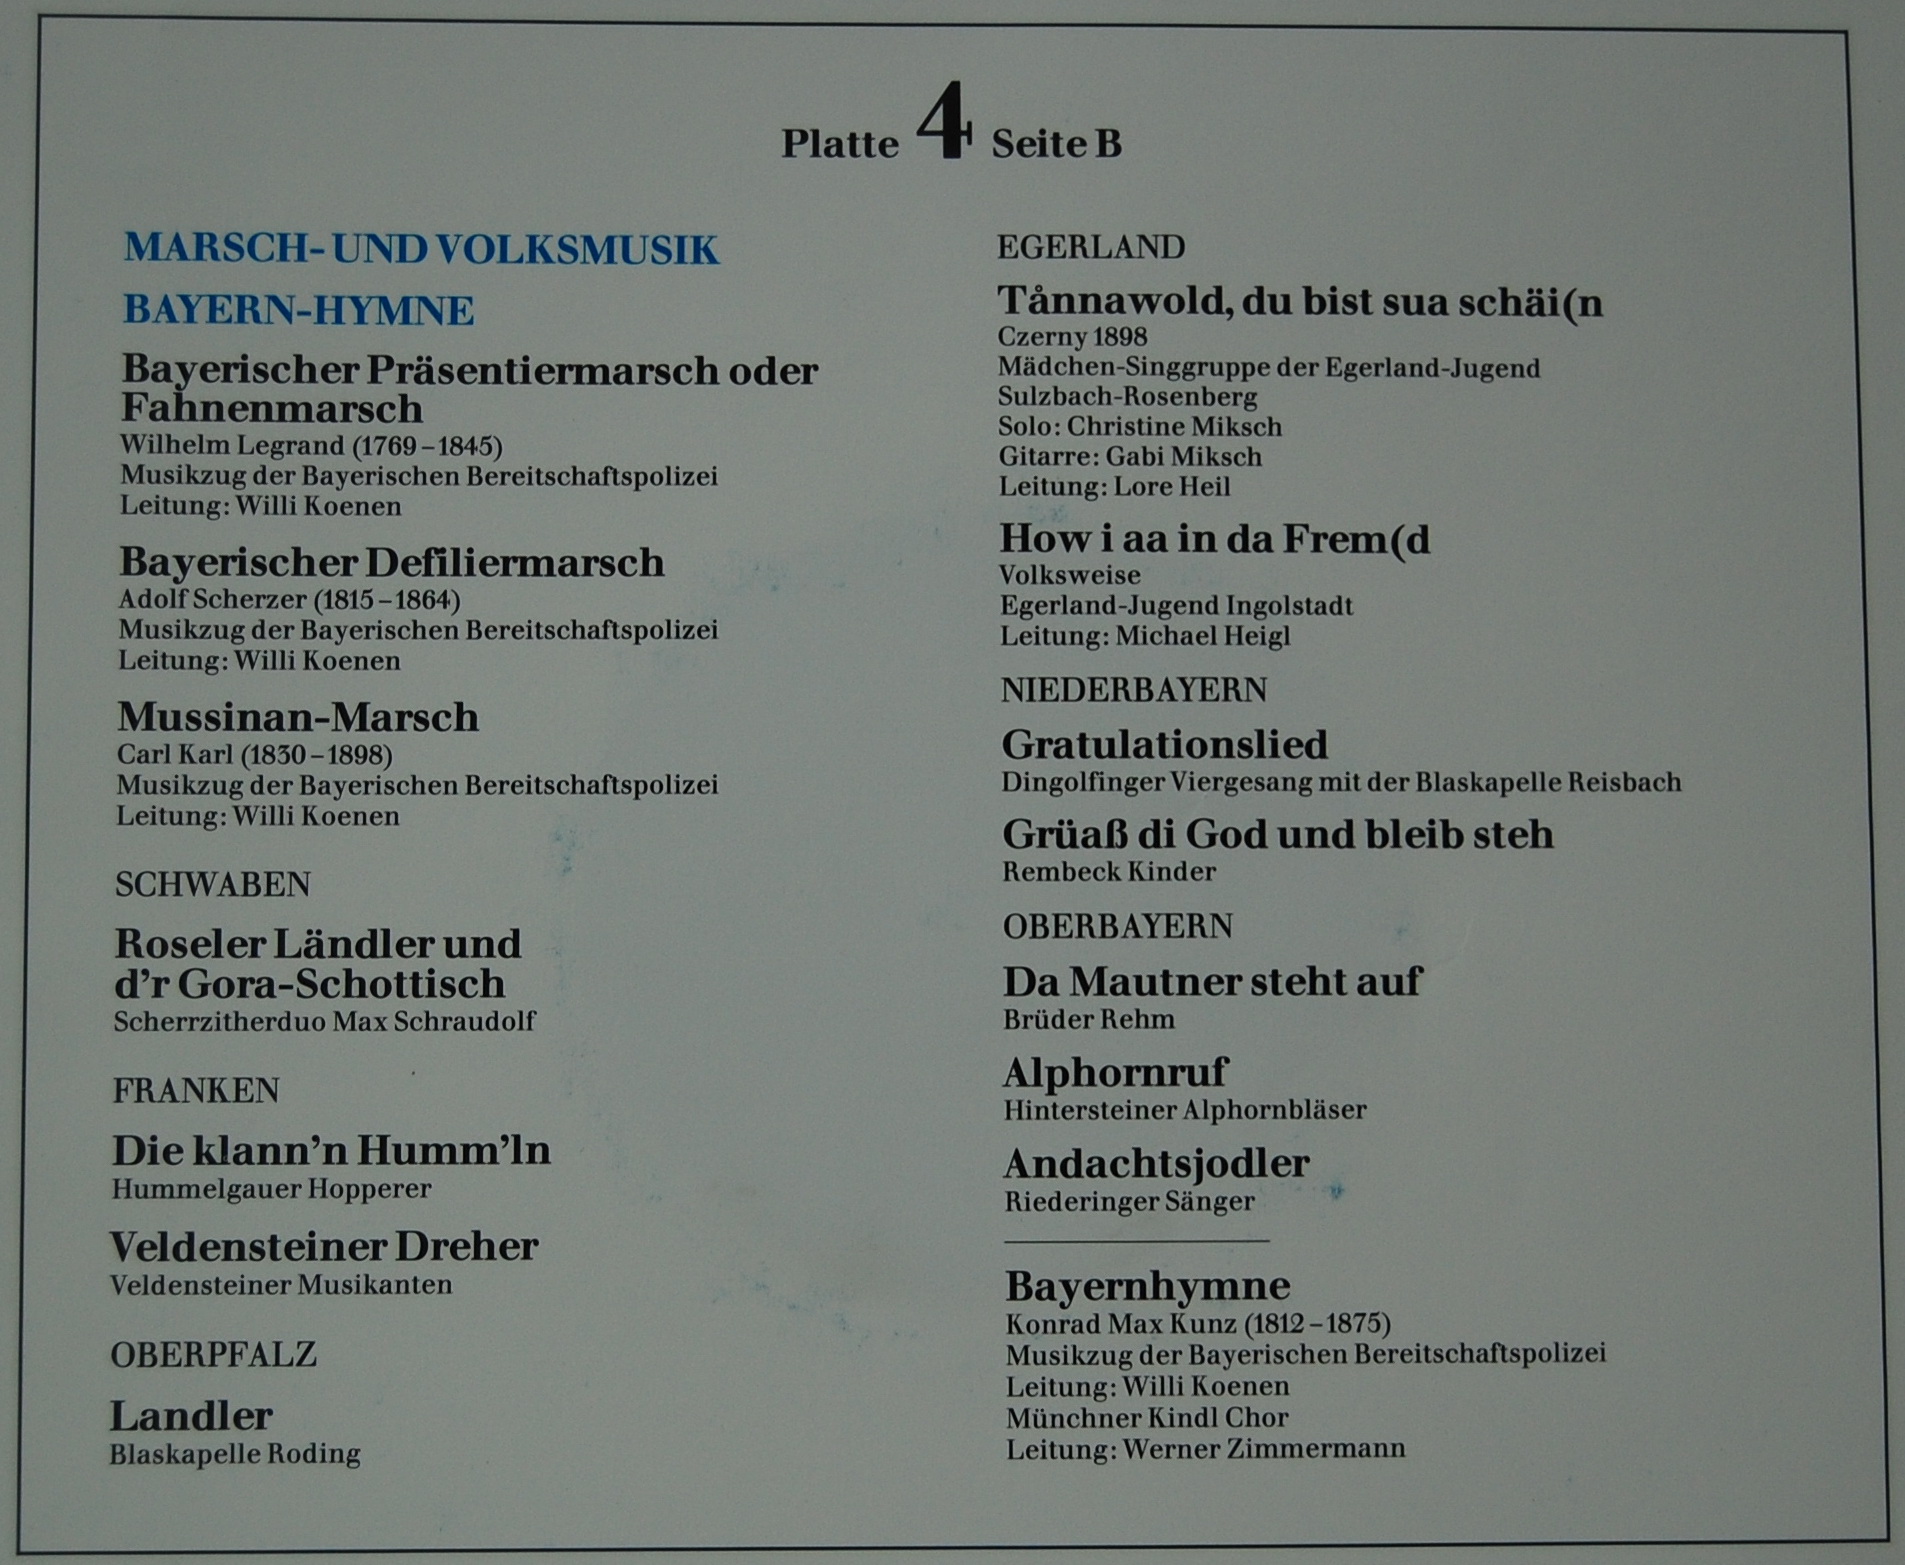 Platte 4 Seite B
MARSCH- UND VOLKSMUSIK
BAYERN-HYMNE
Bayerischer Präsentiermarsch oder
Fahnenmarsch
Wilhelm Legrand (1769–1845)
Musikzug der Bayerischen Bereitschaftspolizei
Leitung: Willi Koenen
Bayerischer Defiliermarsch
Adolf Scherzer (1815–1864)
Musikzug der Bayerischen Bereitschaftspolizei
Leitung: Willi Koenen
Mussinan-Marsch
Carl Karl (1830–1898)
Musikzug der Bayerischen Bereitschaftspolizei
Leitung: Willi Koenen
SCHWABEN
Roseler Ländler und
d’r Gora-Schottisch
Scherrzitherduo Max Schraudolf
FRANKEN
Die klann’n Humm’ln
Hummelgauer Hopperer
Veldensteiner Dreher
Veldensteiner Musikanten
OBERPFALZ
Landler
Blaskapelle Roding
EGERLAND
Tånnawold, du bist sua schäi(n
Czerny 1898
Mädchen-Singgruppe der Egerland-Jugend
Sulzbach-Rosenberg
Solo: Christine Miksch
Gitarre: Gabi Miksch
Leitung: Lore Heil
How i aa in da Frem(d
Volksweise
Egerland-Jugend Ingolstadt
Leitung: Michael Heigl
NIEDERBAYERN
Gratulationslied
Dingolfinger Viergesang mit der Blaskapelle Reisbach
Grüaß di God und bleib steh
Rembeck Kinder
OBERBAYERN
Da Mautner steht auf
Brüder Rehm
Alphornruf
Hintersteiner Alphornbläser
Andachtsjodler
Riederinger Sänger
Bayernhymne
Konrad Max Kunz (1812–1875)
Musikzug der Bayerischen Bereitschaftspolizei
Leitung: Willi Koenen
Münchner Kindl Chor
Leitung: Werner Zimmermann